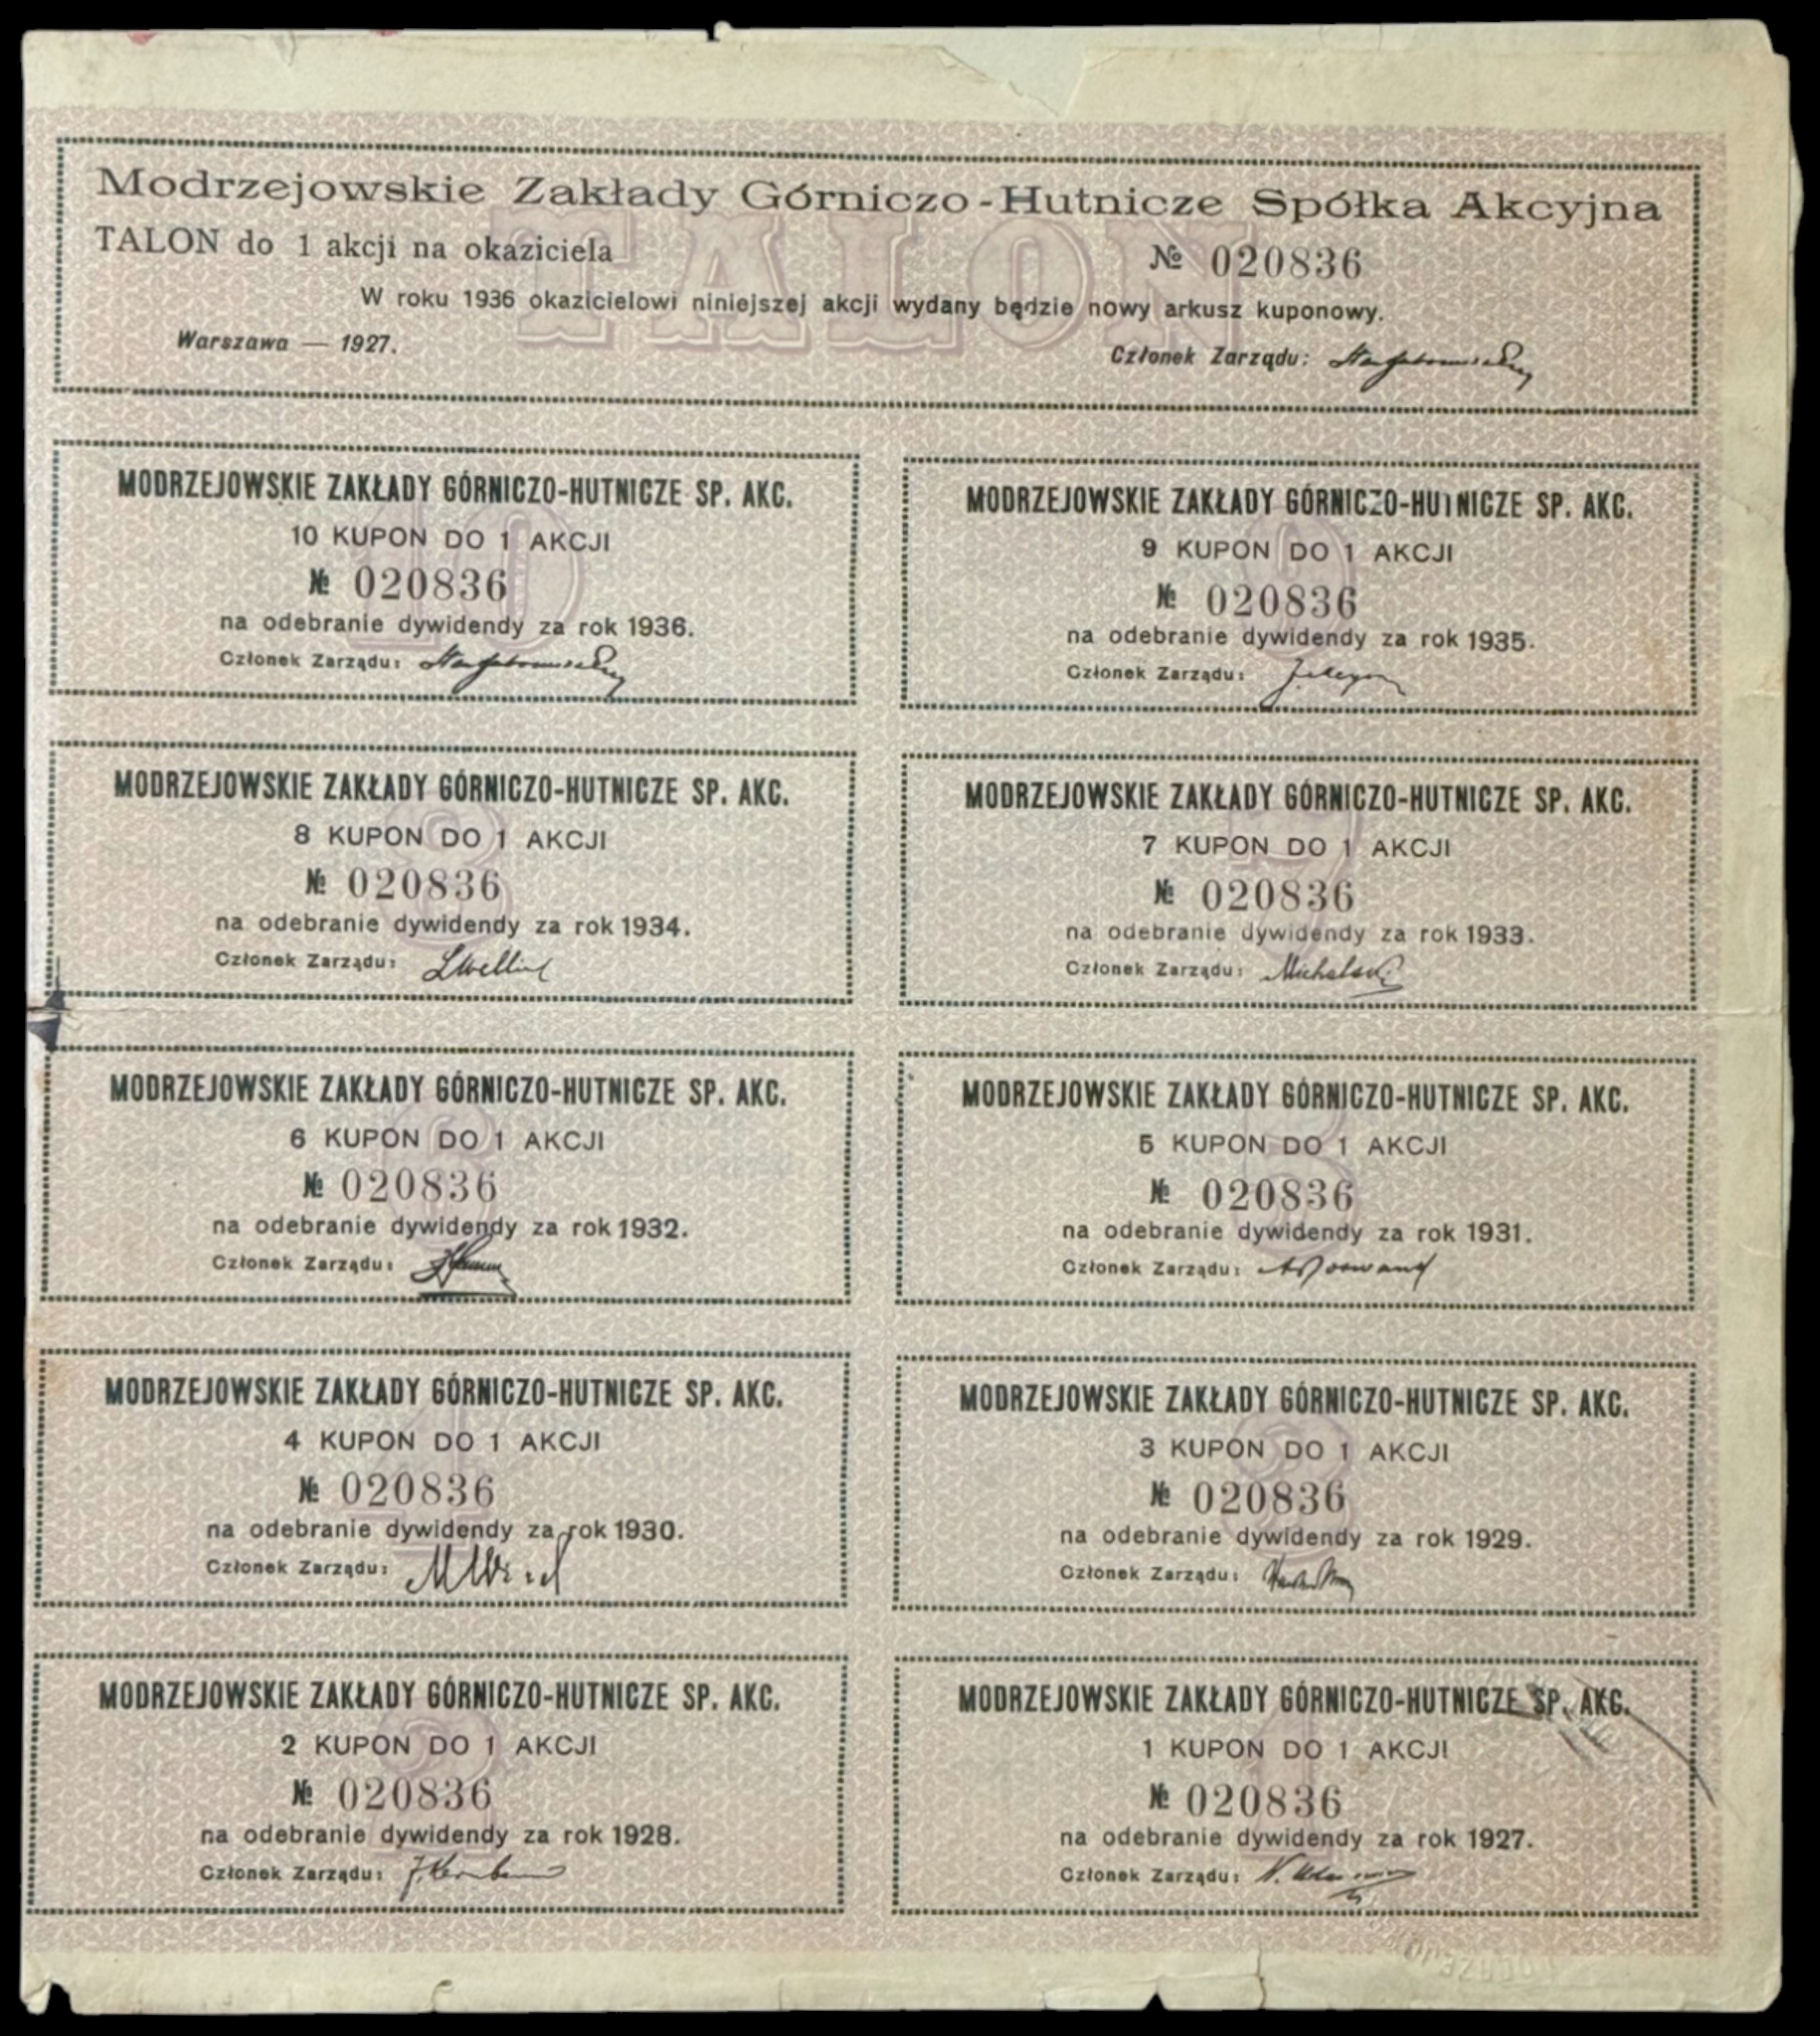 Modrzejowskie Zakłady Górniczo-Hutnicze Spółka Akcyjna
TALON do 1 akcji na okaziciela № 020836
W roku 1936 okazicielowi niniejszej akcji wydany będzie nowy arkusz kuponowy.
Warszawa — 1927.
Członek Zarządu:
TALON
MODRZEJOWSKIE ZAKŁADY GÓRNICZO-HUTNICZE SP. AKC.
10 KUPON DO 1 AKCJI
№ 020836
na odebranie dywidendy za rok 1936.
Członek Zarządu:
MODRZEJOWSKIE ZAKŁADY GÓRNICZO-HUTNICZE SP. AKC.
9 KUPON DO 1 AKCJI
№ 020836
na odebranie dywidendy za rok 1935.
Członek Zarządu:
MODRZEJOWSKIE ZAKŁADY GÓRNICZO-HUTNICZE SP. AKC.
8 KUPON DO 1 AKCJI
№ 020836
na odebranie dywidendy za rok 1934.
Członek Zarządu:
MODRZEJOWSKIE ZAKŁADY GÓRNICZO-HUTNICZE SP. AKC.
7 KUPON DO 1 AKCJI
№ 020836
na odebranie dywidendy za rok 1933.
Członek Zarządu: Michalski
MODRZEJOWSKIE ZAKŁADY GÓRNICZO-HUTNICZE SP. AKC.
6 KUPON DO 1 AKCJI
№ 020836
na odebranie dywidendy za rok 1932.
Członek Zarządu:
MODRZEJOWSKIE ZAKŁADY GÓRNICZO-HUTNICZE SP. AKC.
5 KUPON DO 1 AKCJI
№ 020836
na odebranie dywidendy za rok 1931.
Członek Zarządu:
MODRZEJOWSKIE ZAKŁADY GÓRNICZO-HUTNICZE SP. AKC.
4 KUPON DO 1 AKCJI
№ 020836
na odebranie dywidendy za rok 1930.
Członek Zarządu:
MODRZEJOWSKIE ZAKŁADY GÓRNICZO-HUTNICZE SP. AKC.
3 KUPON DO 1 AKCJI
№ 020836
na odebranie dywidendy za rok 1929.
Członek Zarządu:
MODRZEJOWSKIE ZAKŁADY GÓRNICZO-HUTNICZE SP. AKC.
2 KUPON DO 1 AKCJI
№ 020836
na odebranie dywidendy za rok 1928.
Członek Zarządu:
MODRZEJOWSKIE ZAKŁADY GÓRNICZO-HUTNICZE SP. AKC.
1 KUPON DO 1 AKCJI
№ 020836
na odebranie dywidendy za rok 1927.
Członek Zarządu: